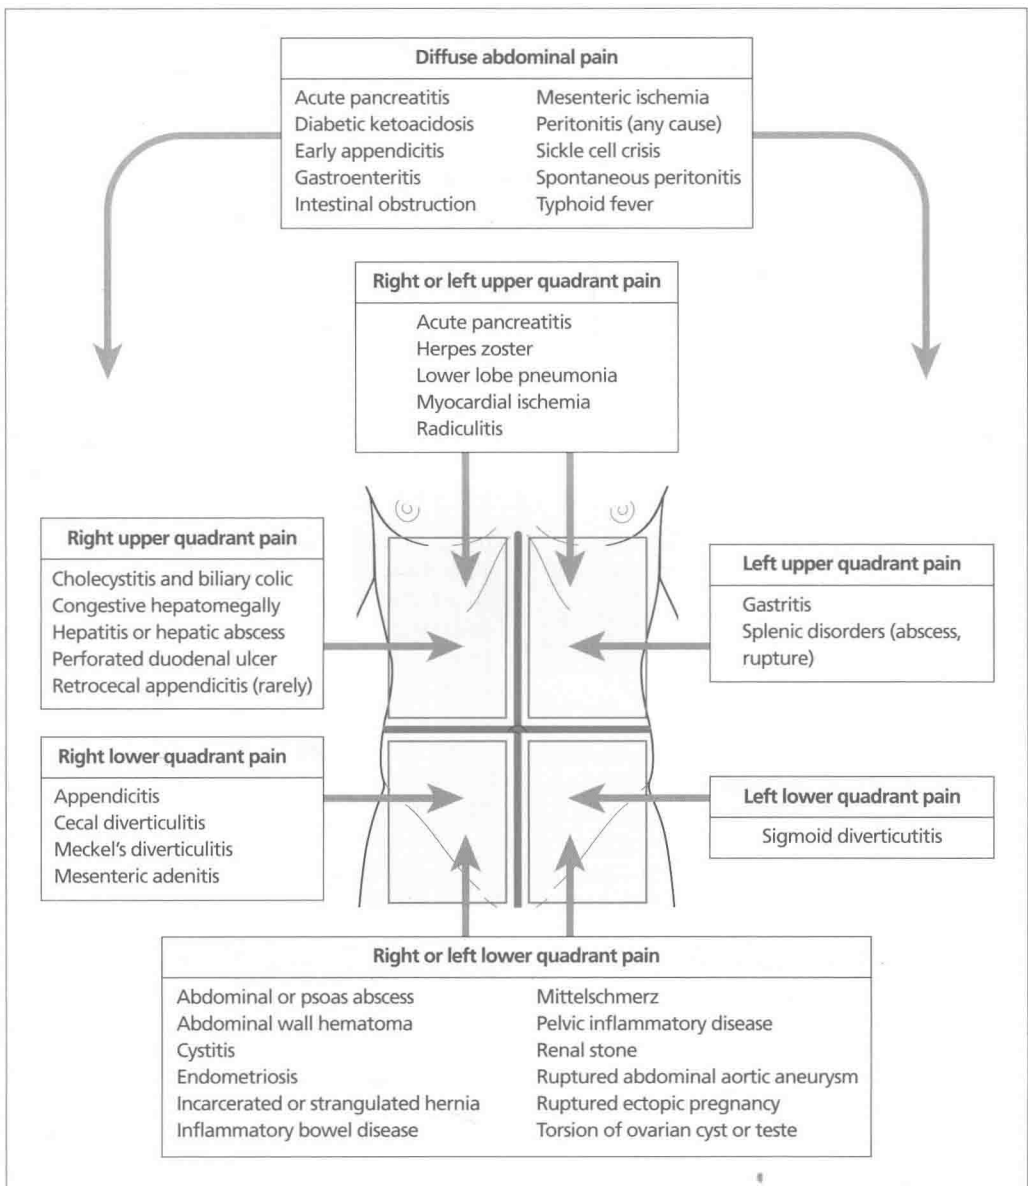 Diffuse abdominal pain
Acute pancreatitis
Diabetic ketoacidosis
Early appendicitis
Gastroenteritis
Intestinal obstruction
Mesenteric ischemia
Peritonitis (any cause)
Sickle cell crisis
Spontaneous peritonitis
Typhoid fever
Right or left upper quadrant pain
Acute pancreatitis
Herpes zoster
Lower lobe pneumonia
Myocardial ischemia
Radiculitis
Right upper quadrant pain
Cholecystitis and biliary colic
Congestive hepatomegally
Hepatitis or hepatic abscess
Perforated duodenal ulcer
Retrocecal appendicitis (rarely)
Left upper quadrant pain
Gastritis
Splenic disorders (abscess,
rupture)
Right lower quadrant pain
Appendicitis
Cecal diverticulitis
Meckel's diverticulitis
Mesenteric adenitis
Left lower quadrant pain
Sigmoid diverticutitis
Right or left lower quadrant pain
Abdominal or psoas abscess
Abdominal wall hematoma
Cystitis
Endometriosis
Incarcerated or strangulated hernia
Inflammatory bowel disease
Mittelschmerz
Pelvic inflammatory disease
Renal stone
Ruptured abdominal aortic aneurysm
Ruptured ectopic pregnancy
Torsion of ovarian cyst or teste